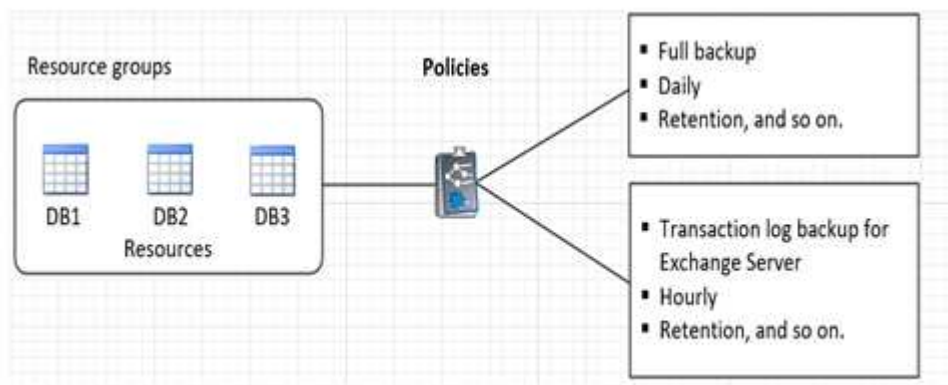 Resource groups
DB1 DB2 DB3
Resources
Policies
▪ Full backup
▪ Daily
▪ Retention, and so on.
▪ Transaction log backup for
Exchange Server
▪ Hourly
▪ Retention, and so on.